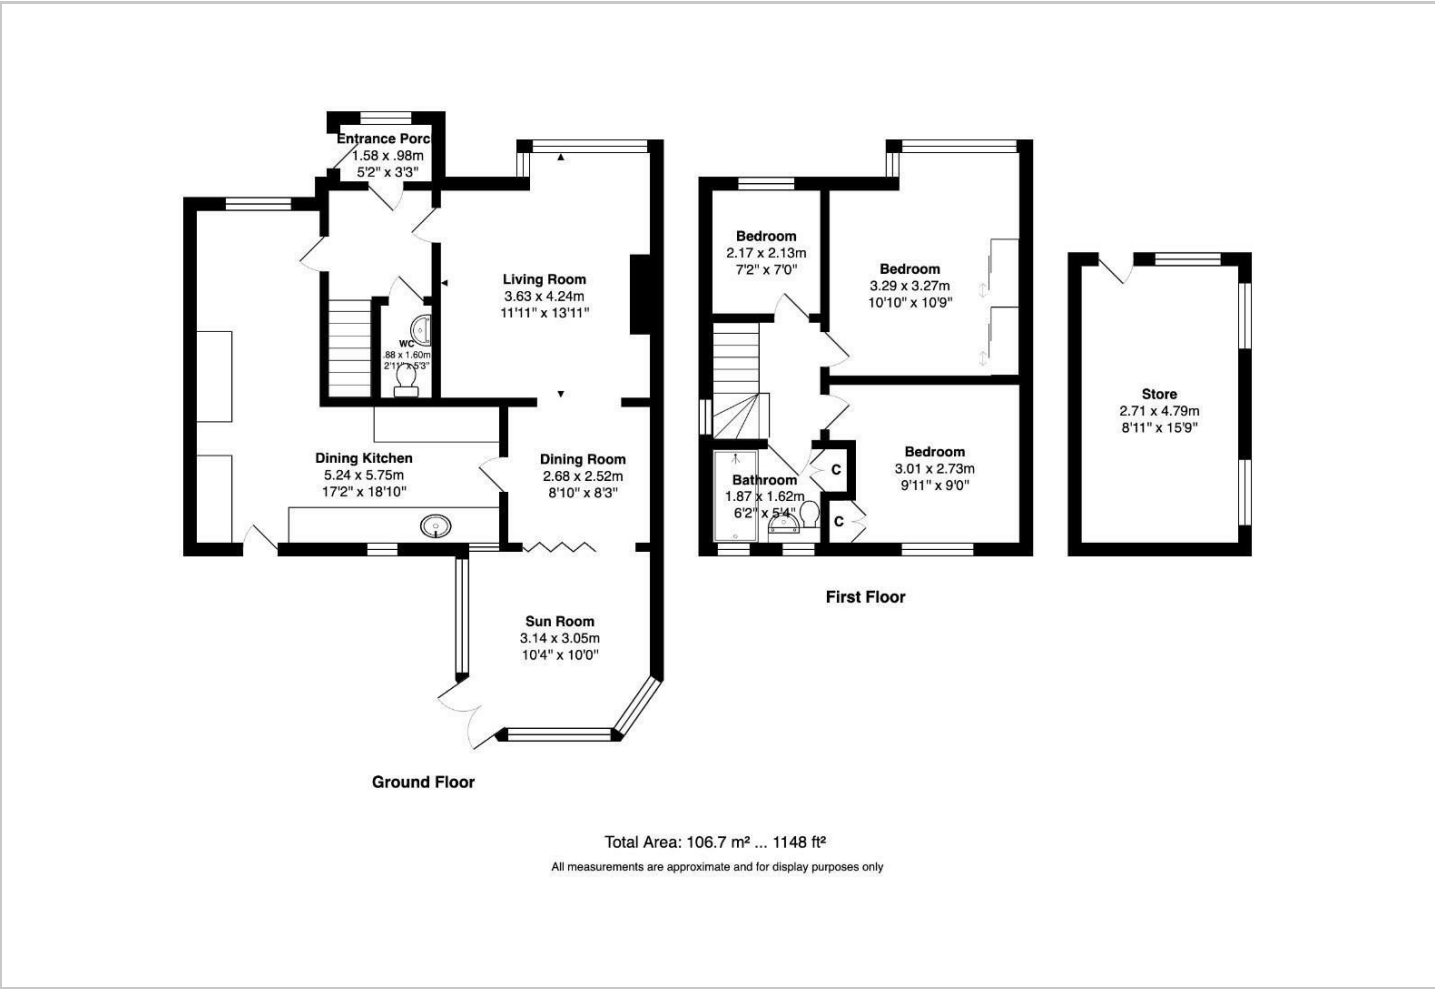 Entrance Porc
1.58 x .98m
5'2" x 3'3"
Living Room
3.63 x 4.24m
11'11" x 13'11"
WC
.88 x 1.60m
2'11" x 5'3"
Dining Kitchen
5.24 x 5.75m
17'2" x 18'10"
Dining Room
2.68 x 2.52m
8'10" x 8'3"
Sun Room
3.14 x 3.05m
10'4" x 10'0"
Ground Floor
Bedroom
2.17 x 2.13m
7'2" x 7'0"
Bedroom
3.29 x 3.27m
10'10" x 10'9"
Bedroom
3.01 x 2.73m
9'11" x 9'0"
C
C
Bathroom
1.87 x 1.62m
6'2" x 5'4"
First Floor
Store
2.71 x 4.79m
8'11" x 15'9"
Total Area: 106.7 m² ... 1148 ft²
All measurements are approximate and for display purposes only